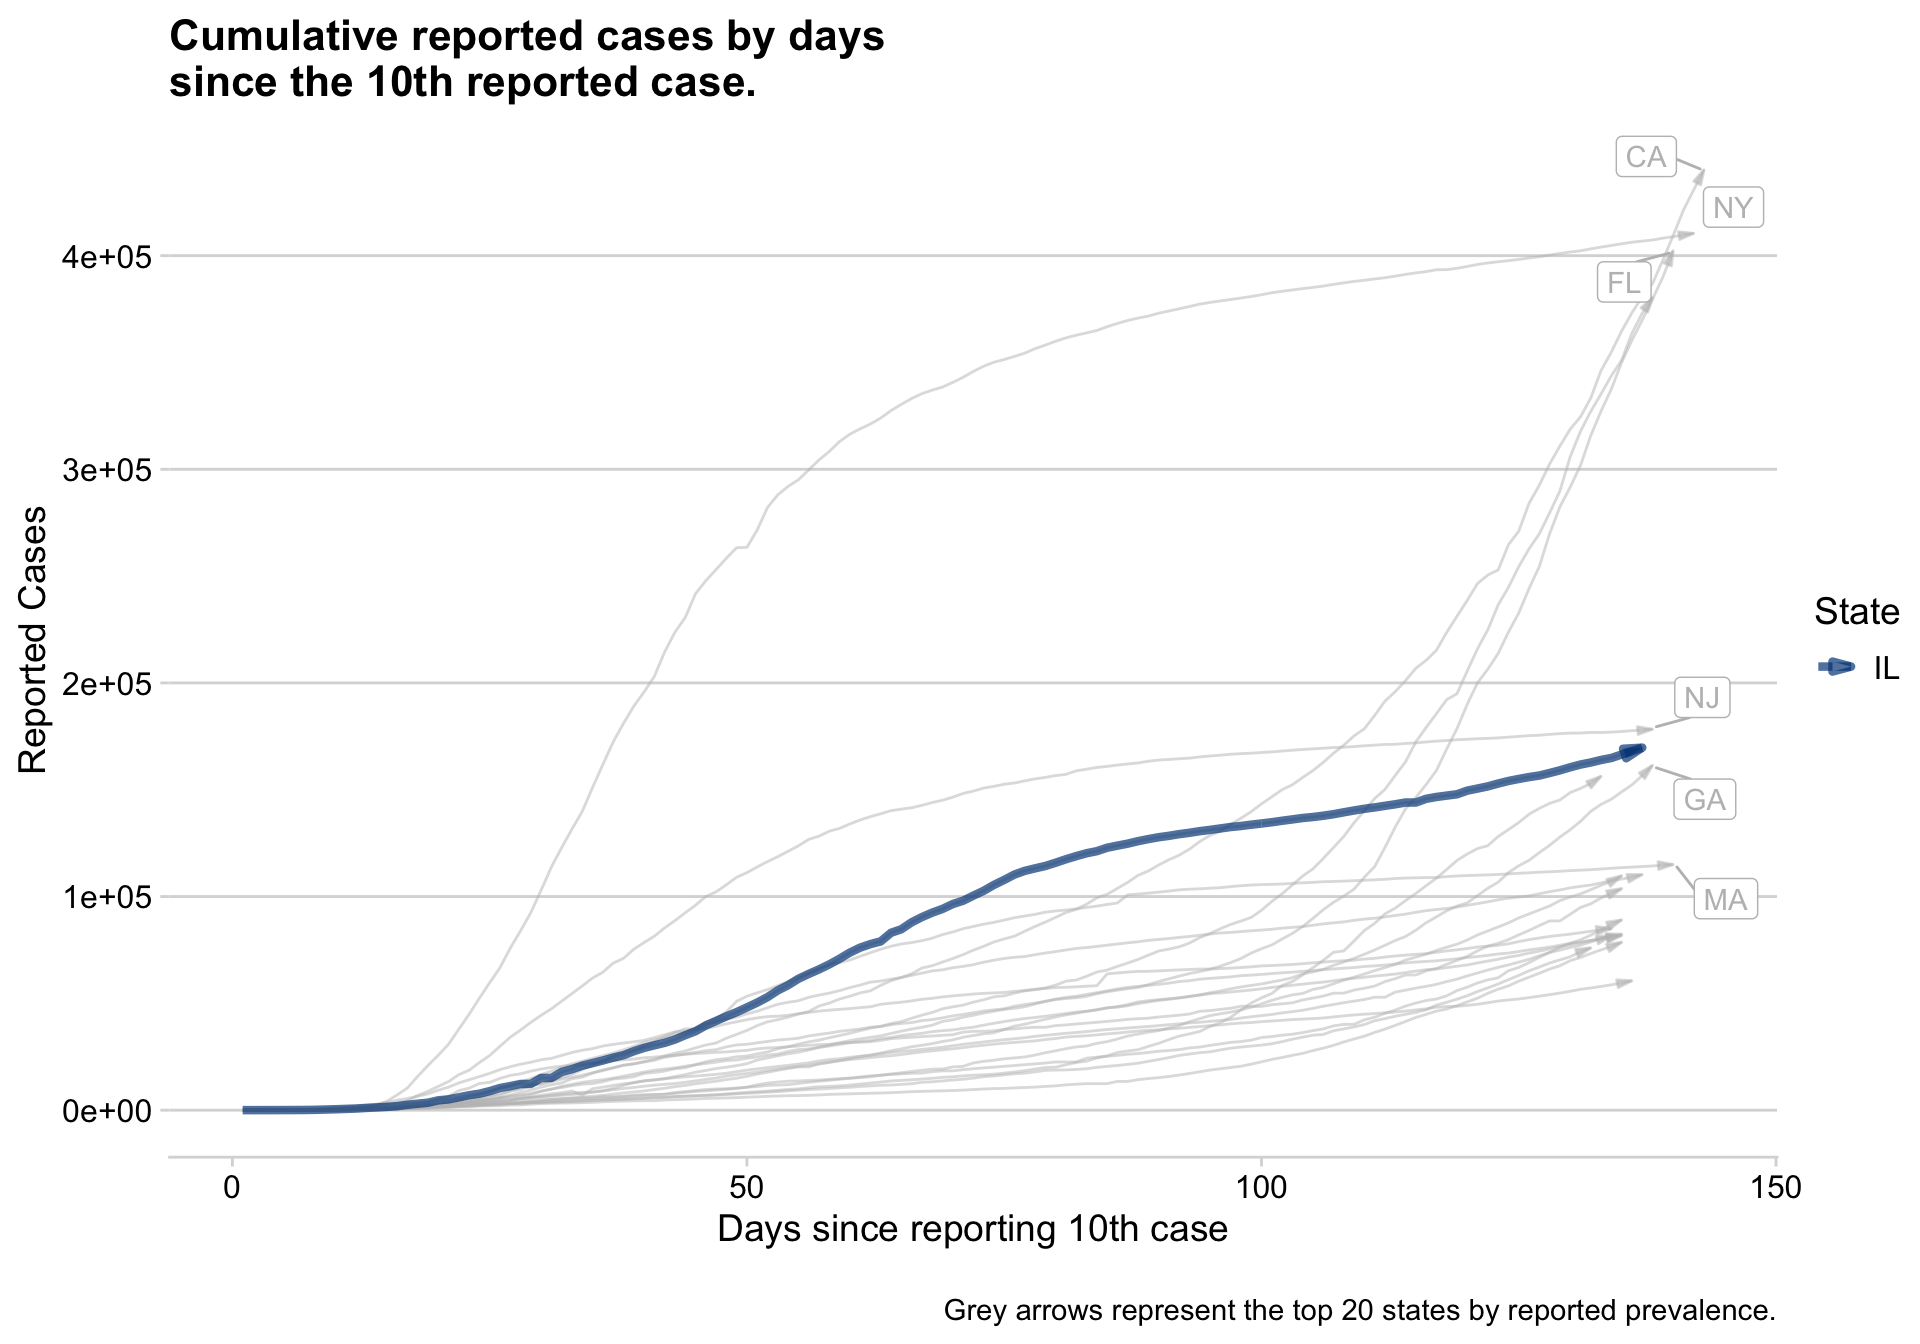 Cumulative reported cases by days
since the 10th reported case.
CA
NY
4e+05
FL
3e+05
Reported Cases
State
IL
2e+05
NJ
GA
1e+05
MA
0e+00
0
50
100
150
Days since reporting 10th case
Grey arrows represent the top 20 states by reported prevalence.